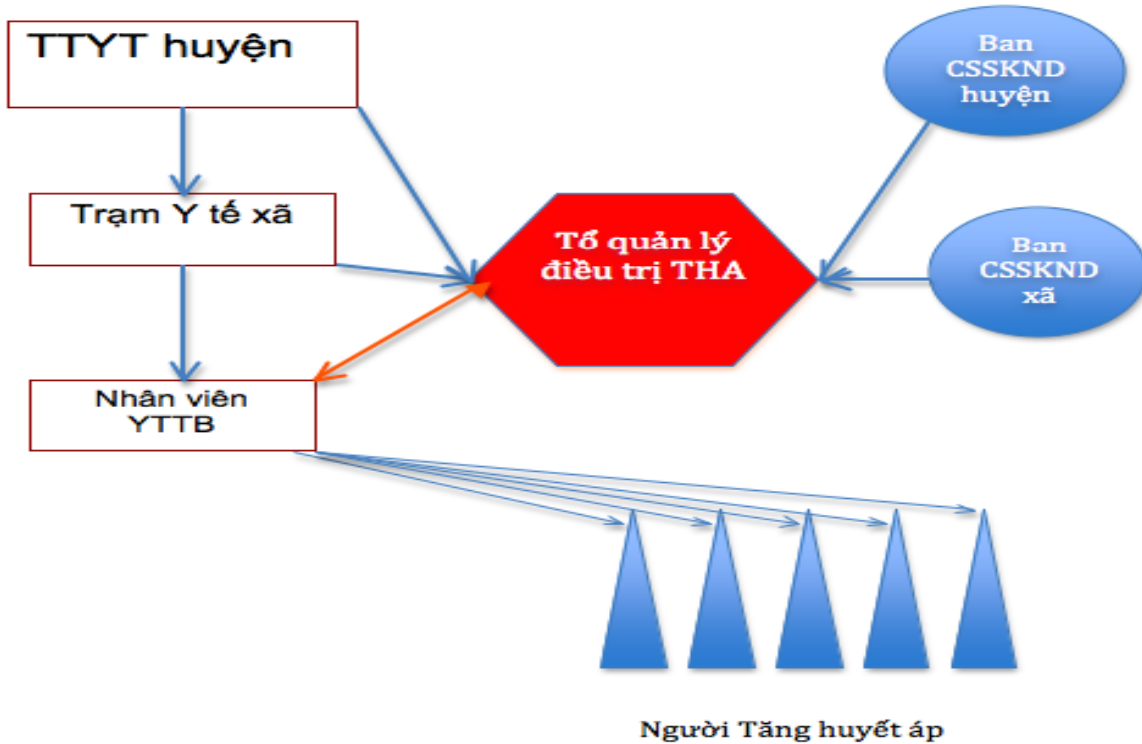 TTYT huyện
Ban
CSSKND
huyện
Trạm Y tế xã
Tổ quản lý
điều trị THA
Ban
CSSKND
xã
Nhân viên
YTTB
Người Tăng huyết áp